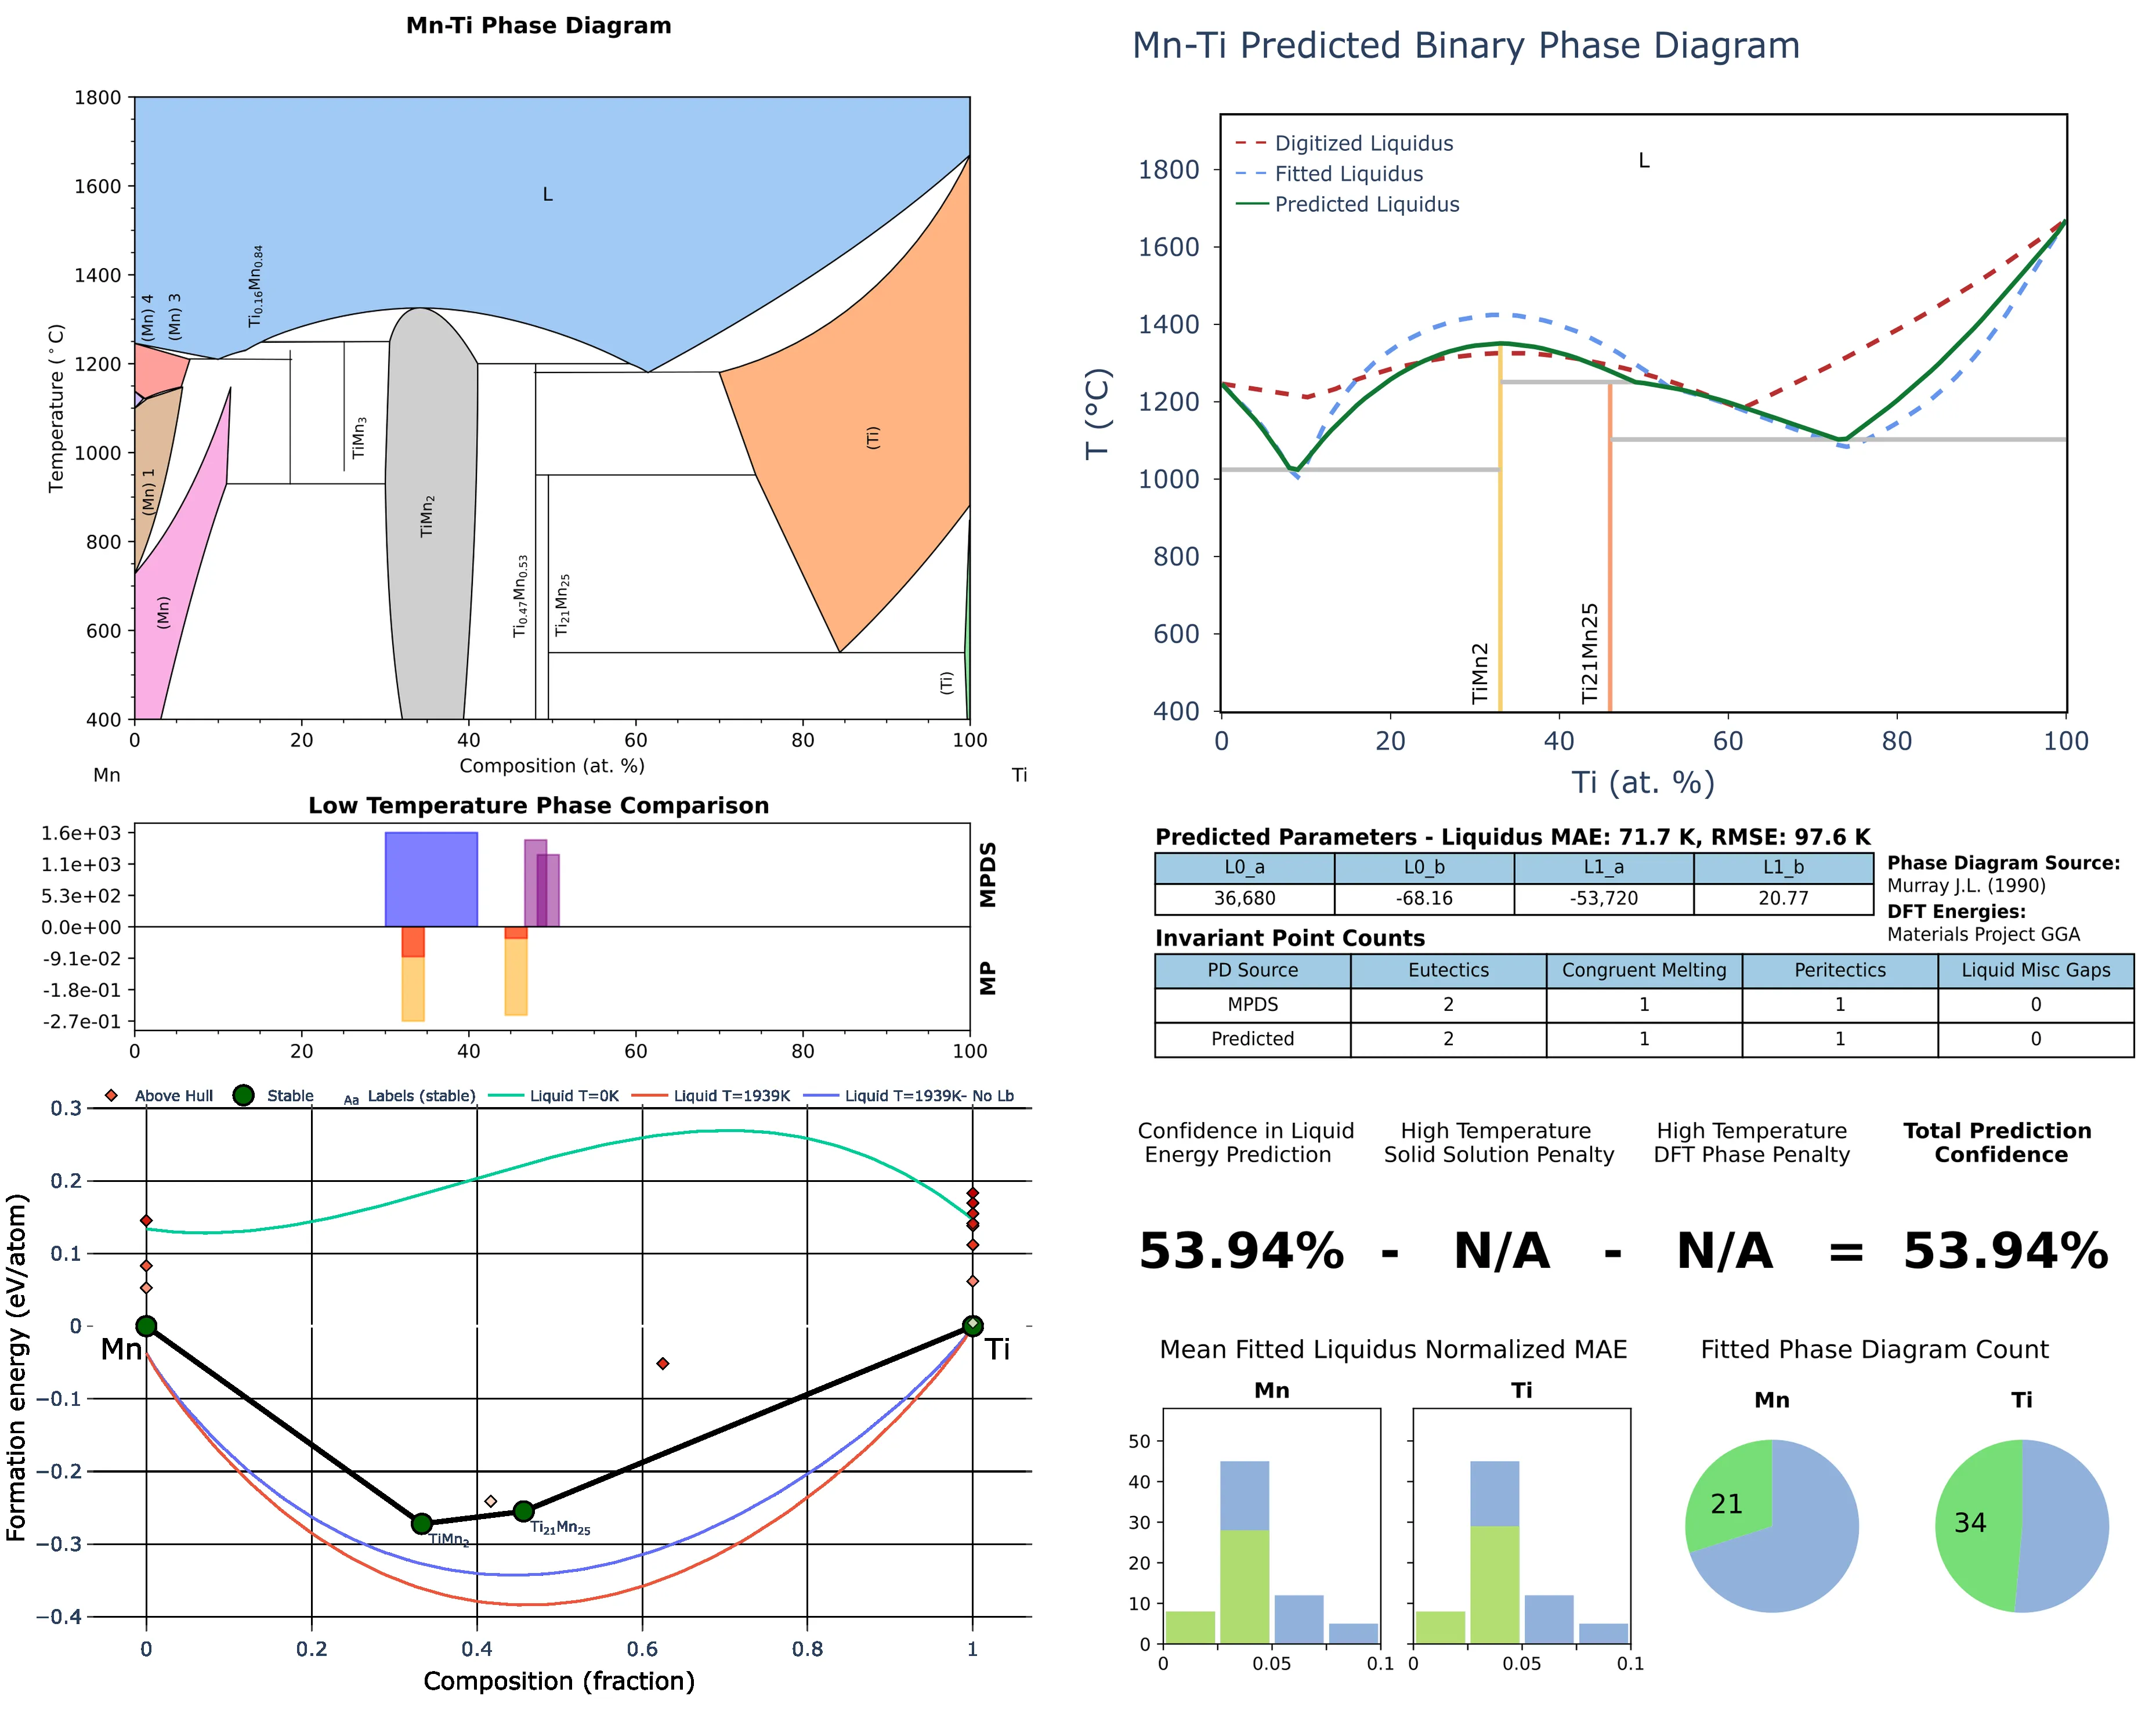 Mn-Ti Phase Diagram
1800
1600
1400
1200
1000
800
600
400
Temperature (°C)
L
(Mn) 4
(Mn) 3
Ti0.16Mn0.84
TiMn3
(Mn) 1
(Mn)
TiMn2
Ti0.47Mn0.53
Ti21Mn25
(Ti)
(Ti)
0 20 40 60 80 100
Composition (at. %)
Mn Ti
Low Temperature Phase Comparison
1.6e+03
1.1e+03
5.3e+02
0.0e+00
-9.1e-02
-1.8e-01
-2.7e-01
MPDS
MP
0 20 40 60 80 100
Above Hull Stable Aa Labels (stable) Liquid T=0K Liquid T=1939K Liquid T=1939K- No Lb
0.3
0.2
0.1
0
−0.1
−0.2
−0.3
−0.4
Formation energy (eV/atom)
Mn
Ti
TiMn2
Ti21Mn25
0 0.2 0.4 0.6 0.8 1
Composition (fraction)
Mn-Ti Predicted Binary Phase Diagram
Digitized Liquidus
Fitted Liquidus
Predicted Liquidus
L
1800
1600
1400
1200
1000
800
600
400
T (°C)
TiMn2
Ti21Mn25
0 20 40 60 80 100
Ti (at. %)
Predicted Parameters - Liquidus MAE: 71.7 K, RMSE: 97.6 K
L0_a L0_b L1_a L1_b
36,680 -68.16 -53,720 20.77
Phase Diagram Source:
Murray J.L. (1990)
DFT Energies:
Materials Project GGA
Invariant Point Counts
PD Source Eutectics Congruent Melting Peritectics Liquid Misc Gaps
MPDS 2 1 1 0
Predicted 2 1 1 0
Confidence in Liquid
Energy Prediction
High Temperature
Solid Solution Penalty
High Temperature
DFT Phase Penalty
Total Prediction
Confidence
53.94% - N/A - N/A = 53.94%
Mean Fitted Liquidus Normalized MAE
Mn Ti
50
40
30
20
10
0
0 0.05 0.1
0 0.05 0.1
Fitted Phase Diagram Count
Mn Ti
21
34